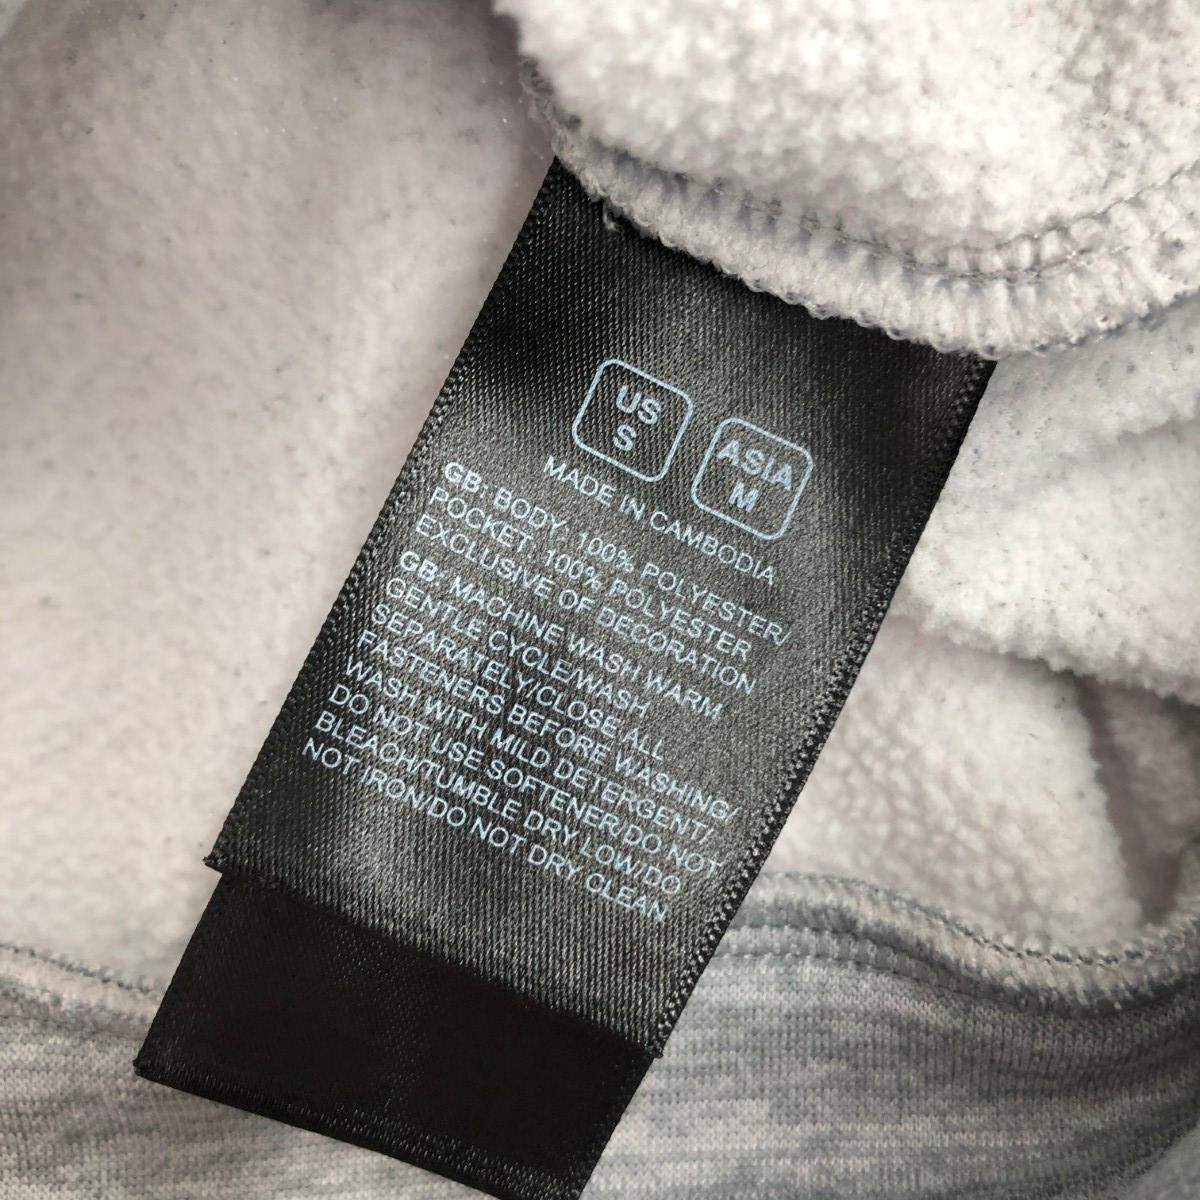 US
S
ASIA
M
MADE IN CAMBODIA
GB: BODY: 100% POLYESTER/
POCKET: 100% POLYESTER
EXCLUSIVE OF DECORATION
GB: MACHINE WASH WARM
GENTLE CYCLE/WASH
SEPARATELY/CLOSE ALL
FASTENERS BEFORE WASHING/
WASH WITH MILD DETERGENT/
DO NOT USE SOFTENER/DO NOT
BLEACH/TUMBLE DRY, LOW/DO
NOT IRON/DO NOT DRY CLEAN